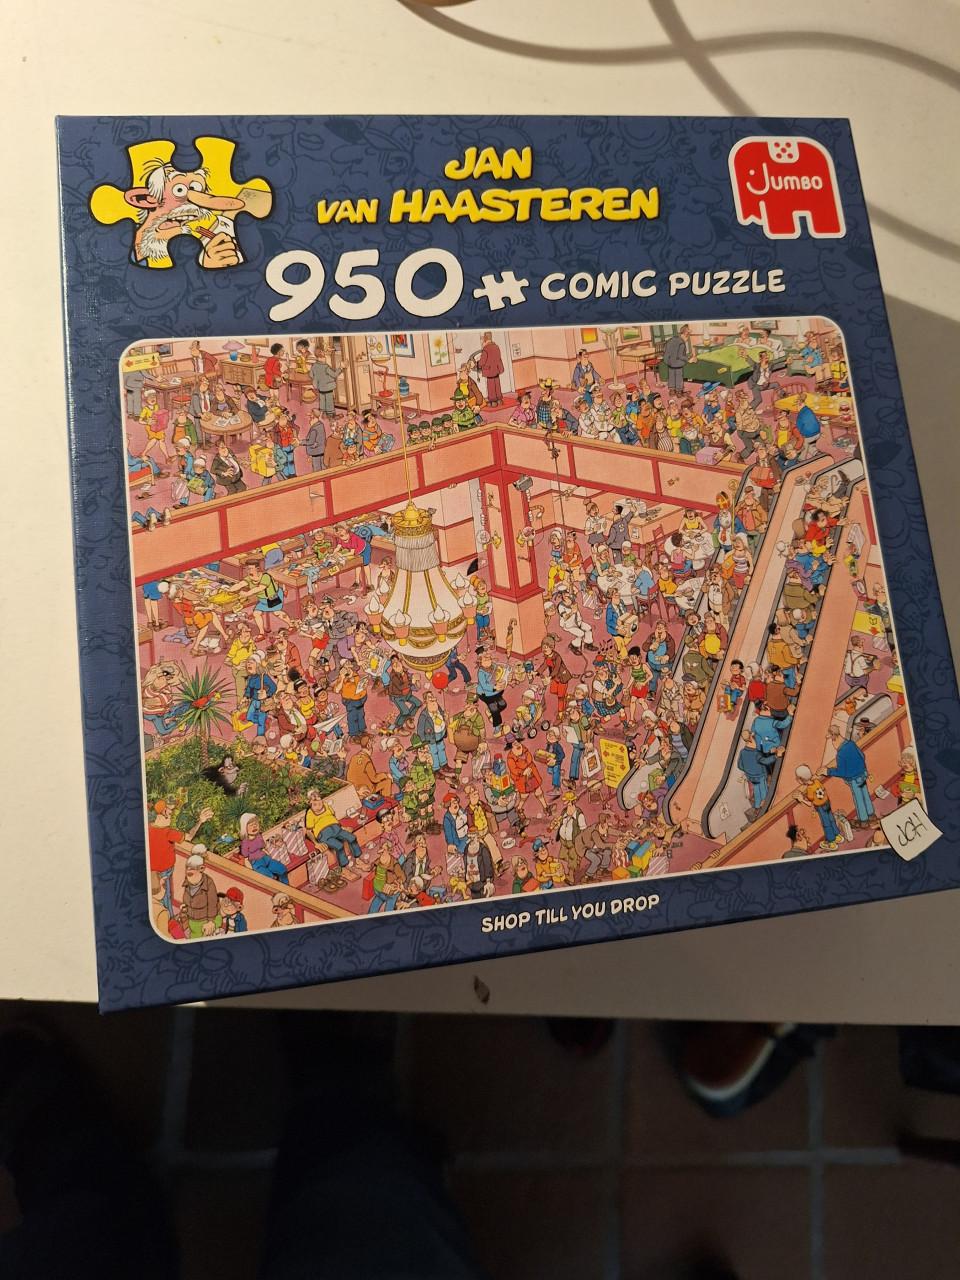 JAN
VAN HAASTEREN
JUMBO
950 COMIC PUZZLE
SHOP TILL YOU DROP